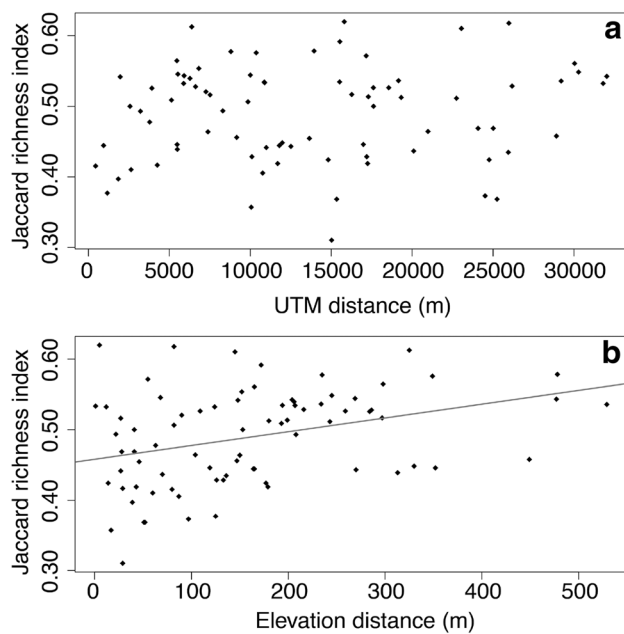 a
Jaccard richness index
0.60
0.50
0.40
0.30
0 5000 10000 15000 20000 25000 30000
UTM distance (m)
b
Jaccard richness index
0.60
0.50
0.40
0.30
0 100 200 300 400 500
Elevation distance (m)